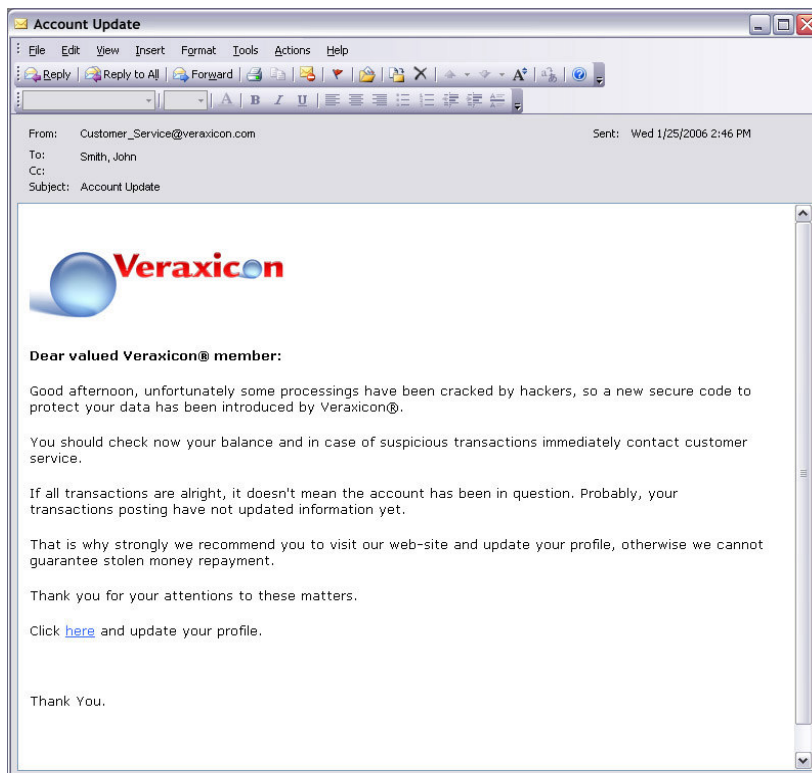 Account Update
File Edit View Insert Format Tools Actions Help
Reply Reply to All Forward
A B I U
From: Customer_Service@veraxicon.com Sent: Wed 1/25/2006 2:46 PM
To: Smith, John
Cc:
Subject: Account Update
Veraxicon
Dear valued Veraxicon® member:
Good afternoon, unfortunately some processings have been cracked by hackers, so a new secure code to
protect your data has been introduced by Veraxicon®.
You should check now your balance and in case of suspicious transactions immediately contact customer
service.
If all transactions are alright, it doesn't mean the account has been in question. Probably, your
transactions posting have not updated information yet.
That is why strongly we recommend you to visit our web-site and update your profile, otherwise we cannot
guarantee stolen money repayment.
Thank you for your attentions to these matters.
Click here and update your profile.
Thank You.